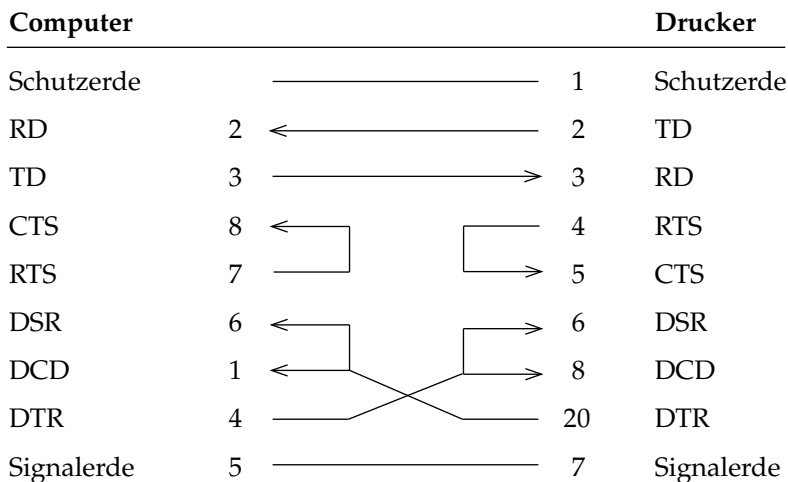 Computer Drucker
Schutzerde 1 Schutzerde
RD 2 2 TD
TD 3 3 RD
CTS 8 4 RTS
RTS 7 5 CTS
DSR 6 6 DSR
DCD 1 8 DCD
DTR 4 20 DTR
Signalerde 5 7 Signalerde